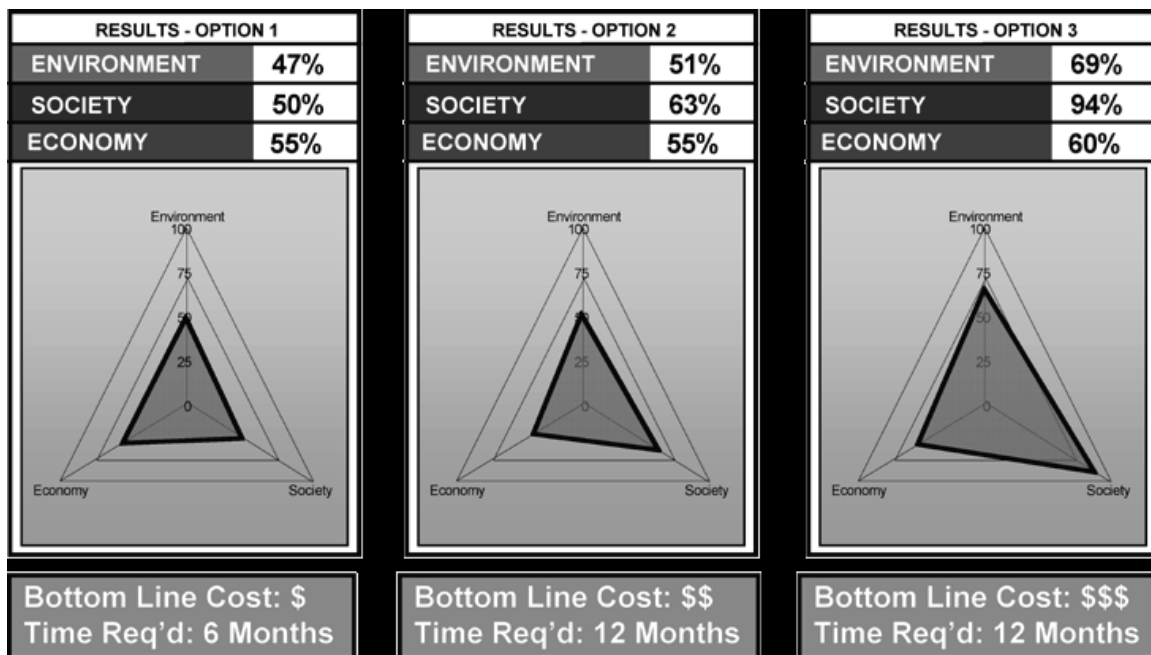 RESULTS - OPTION 1
ENVIRONMENT 47%
SOCIETY 50%
ECONOMY 55%
Environment
100
75
50
25
0
Economy
Society
Bottom Line Cost: $
Time Req'd: 6 Months
RESULTS - OPTION 2
ENVIRONMENT 51%
SOCIETY 63%
ECONOMY 55%
Environment
100
75
50
25
0
Economy
Society
Bottom Line Cost: $$
Time Req'd: 12 Months
RESULTS - OPTION 3
ENVIRONMENT 69%
SOCIETY 94%
ECONOMY 60%
Environment
100
75
50
25
0
Economy
Society
Bottom Line Cost: $$$
Time Req'd: 12 Months